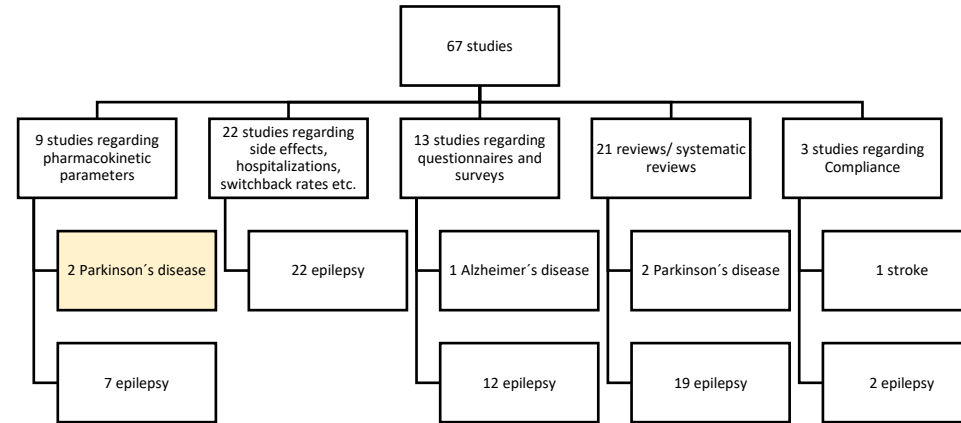 67 studies
9 studies regarding
pharmacokinetic
parameters
22 studies regarding
side effects,
hospitalizations,
switchback rates etc.
13 studies regarding
questionnaires and
surveys
21 reviews/ systematic
reviews
3 studies regarding
Compliance
2 Parkinson´s disease
22 epilepsy
1 Alzheimer´s disease
2 Parkinson´s disease
1 stroke
7 epilepsy
12 epilepsy
19 epilepsy
2 epilepsy